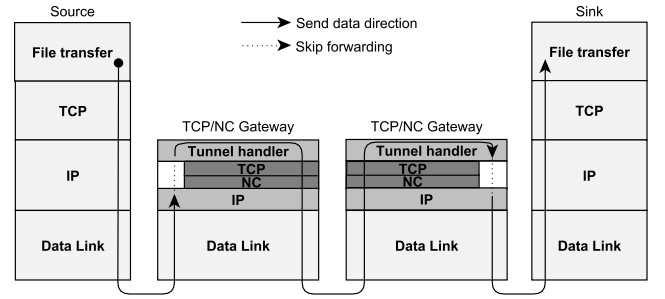 Source
Send data direction
Skip forwarding
Sink
File transfer
TCP
IP
Data Link
TCP/NC Gateway
Tunnel handler
TCP
NC
IP
Data Link
TCP/NC Gateway
Tunnel handler
TCP
NC
IP
Data Link
File transfer
TCP
IP
Data Link